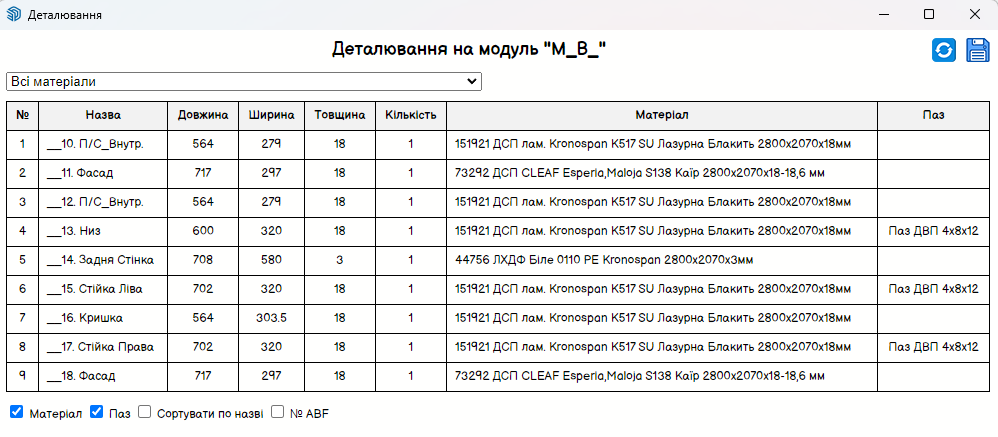 Деталювання
Деталювання на модуль "М_В_"
Всі матеріали
№ Назва Довжина Ширина Товщина Кількість Матеріал Паз
1 __10. П/С_Внутр. 564 279 18 1 151921 ДСП лам. Kronospan K517 SU Лазурна Блакить 2800x2070x18мм
2 __11. Фасад 717 297 18 1 73292 ДСП CLEAF Esperia,Maloja S138 Каїр 2800x2070x18-18,6 мм
3 __12. П/С_Внутр. 564 279 18 1 151921 ДСП лам. Kronospan K517 SU Лазурна Блакить 2800x2070x18мм
4 __13. Низ 600 320 18 1 151921 ДСП лам. Kronospan K517 SU Лазурна Блакить 2800x2070x18мм Паз ДВП 4x8x12
5 __14. Задня Стінка 708 580 3 1 44756 ЛХДФ Біле 0110 PE Kronospan 2800x2070x3мм
6 __15. Стійка Ліва 702 320 18 1 151921 ДСП лам. Kronospan K517 SU Лазурна Блакить 2800x2070x18мм Паз ДВП 4x8x12
7 __16. Кришка 564 303.5 18 1 151921 ДСП лам. Kronospan K517 SU Лазурна Блакить 2800x2070x18мм
8 __17. Стійка Права 702 320 18 1 151921 ДСП лам. Kronospan K517 SU Лазурна Блакить 2800x2070x18мм Паз ДВП 4x8x12
9 __18. Фасад 717 297 18 1 73292 ДСП CLEAF Esperia,Maloja S138 Каїр 2800x2070x18-18,6 мм
Матеріал Паз Сортувати по назві № ABF